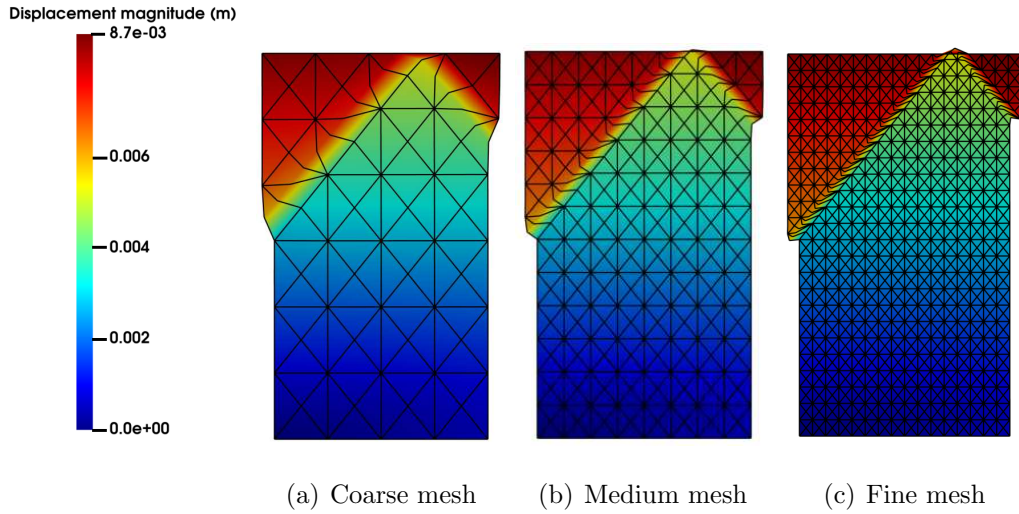 Displacement magnitude (m)
8.7e-03
0.006
0.004
0.002
0.0e+00
(a) Coarse mesh
(b) Medium mesh
(c) Fine mesh